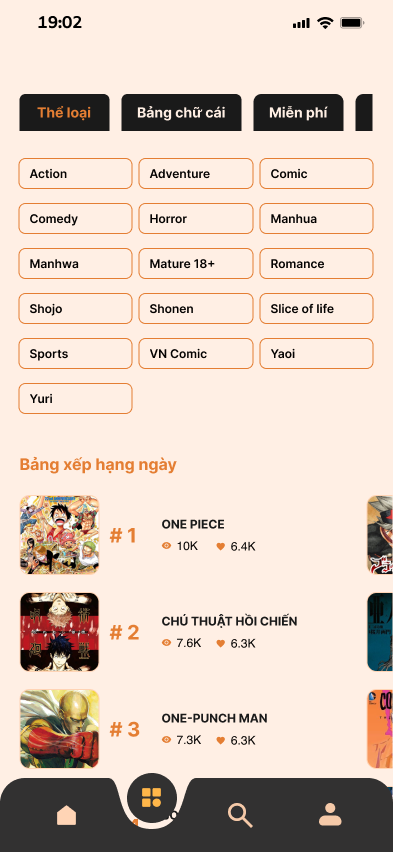 19:02
Thể loại Bảng chữ cái Miễn phí
Action Adventure Comic
Comedy Horror Manhua
Manhwa Mature 18+ Romance
Shojo Shonen Slice of life
Sports VN Comic Yaoi
Yuri
Bảng xếp hạng ngày
# 1 ONE PIECE
10K 6.4K
# 2 CHÚ THUẬT HỒI CHIẾN
7.6K 6.3K
# 3 ONE-PUNCH MAN
7.3K 6.3K